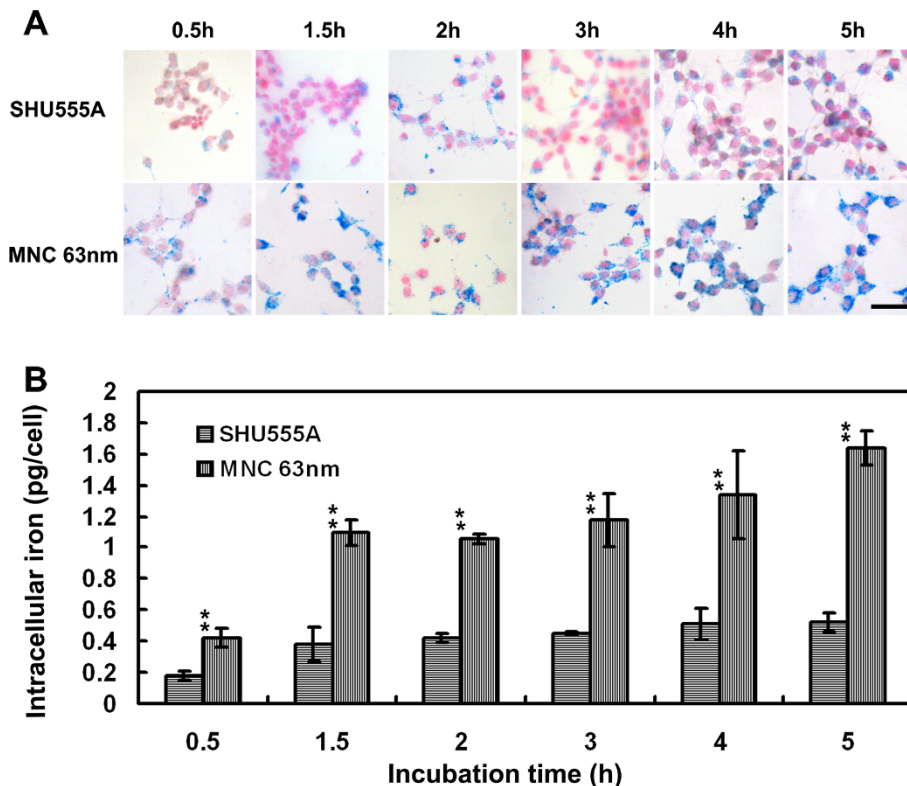 A
0.5h 1.5h 2h 3h 4h 5h
SHU555A
MNC 63nm
B
Intracellular iron (pg/cell)
2
1.8
1.6
1.4
1.2
1
0.8
0.6
0.4
0.2
0
SHU555A
MNC 63nm
** ** ** ** ** **
0.5 1.5 2 3 4 5
Incubation time (h)